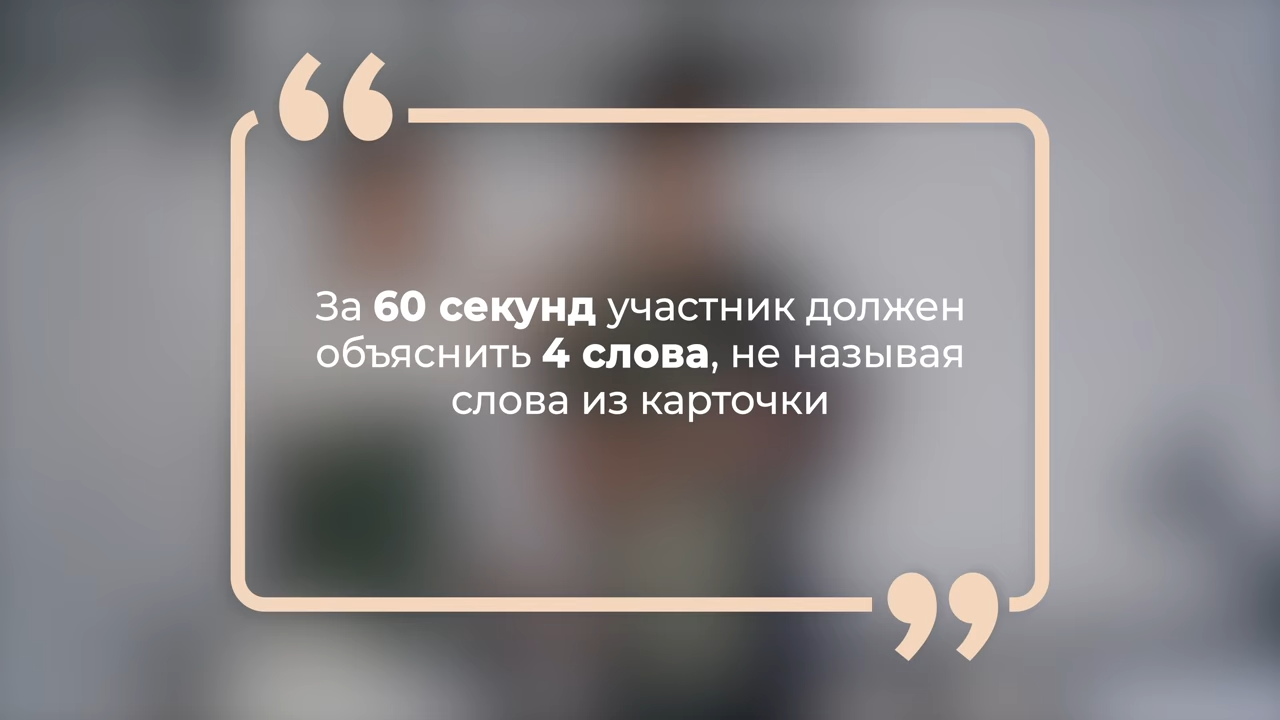 За 60 секунд участник должен
объяснить 4 слова, не называя
слова из карточки